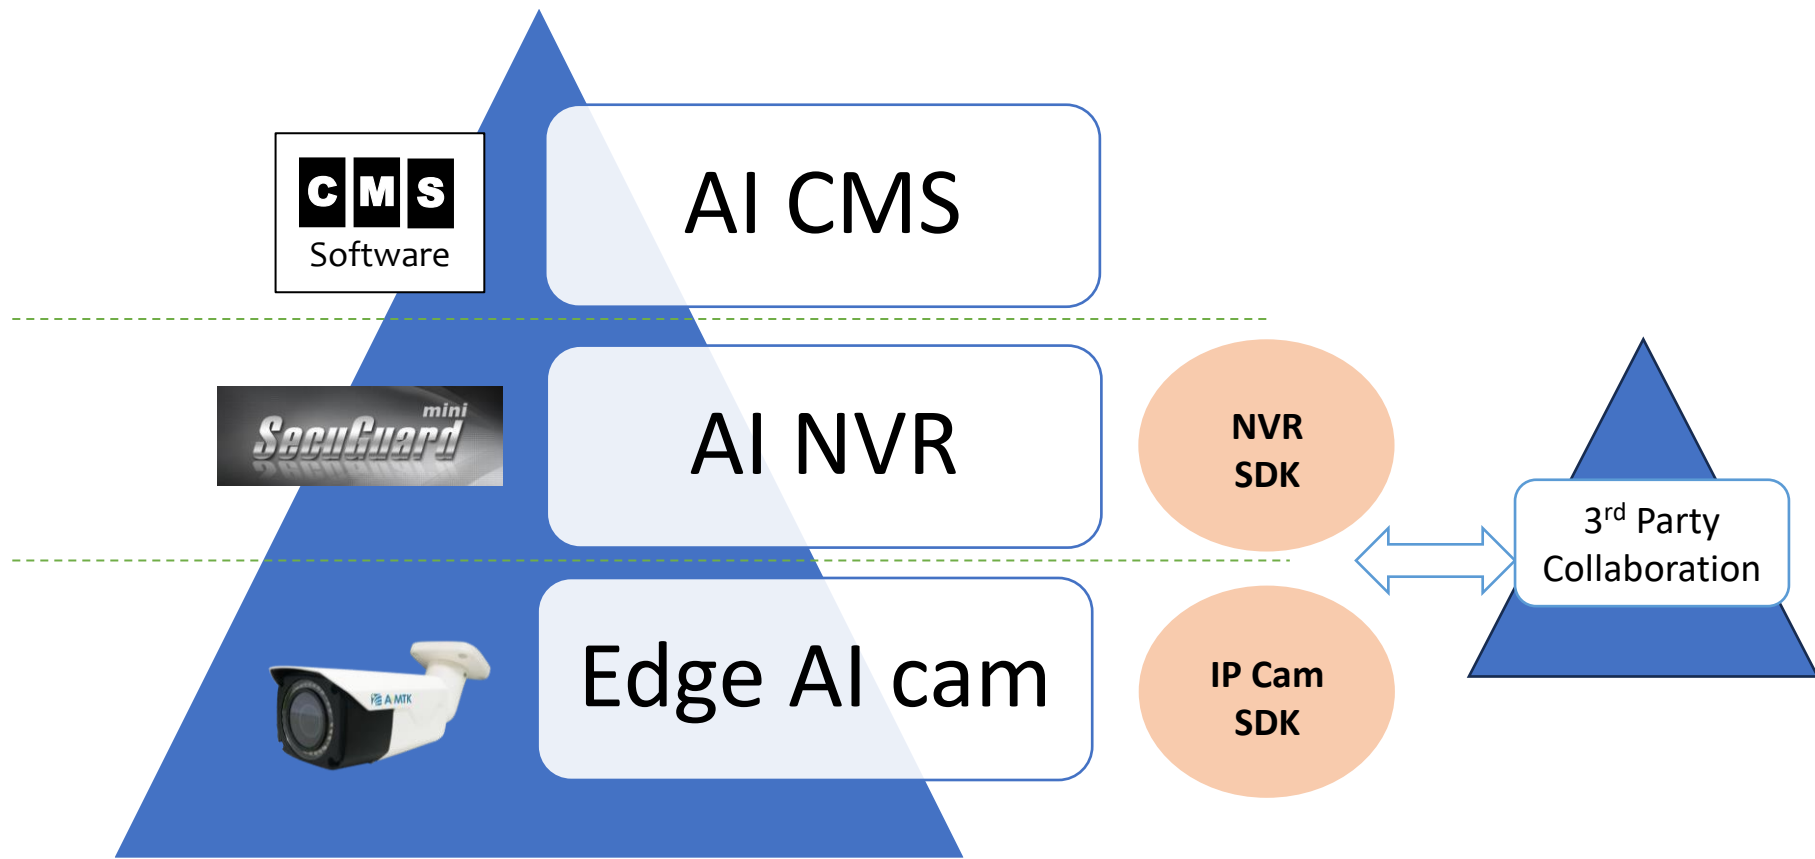 CMS
Software
AI CMS
mini
SecuGuard
AI NVR
NVR
SDK
3rd Party
Collaboration
A-MTK
Edge AI cam
IP Cam
SDK